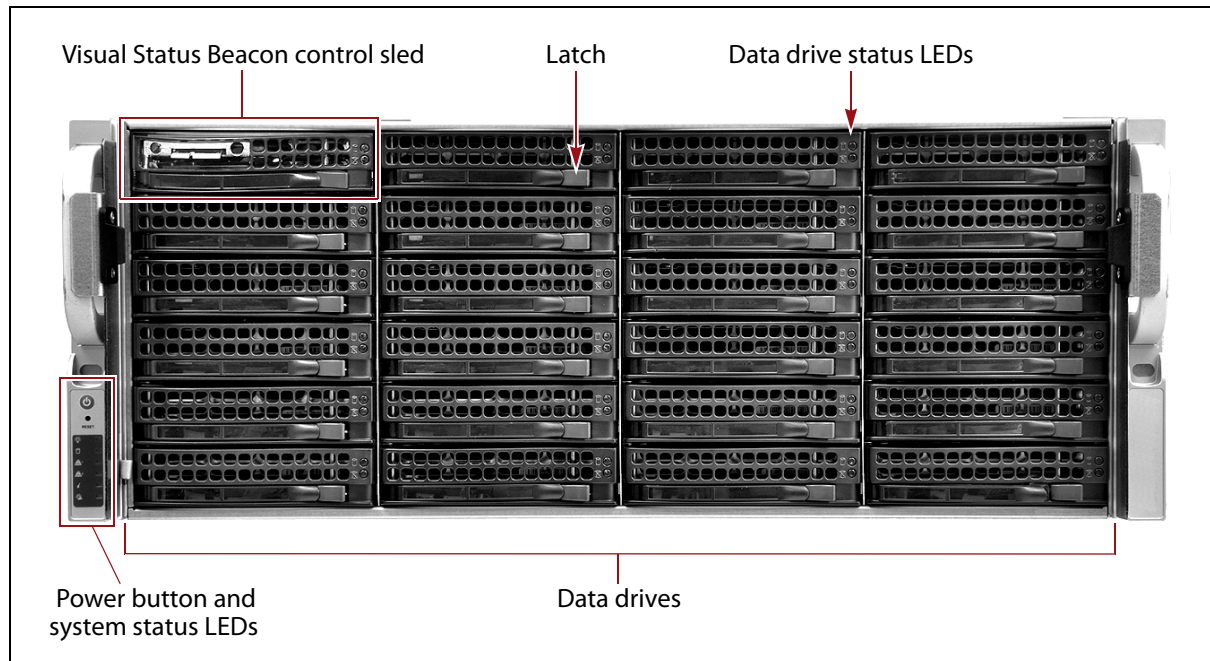 Visual Status Beacon control sled
Latch
Data drive status LEDs
RESET
Data drives
Power button and
system status LEDs